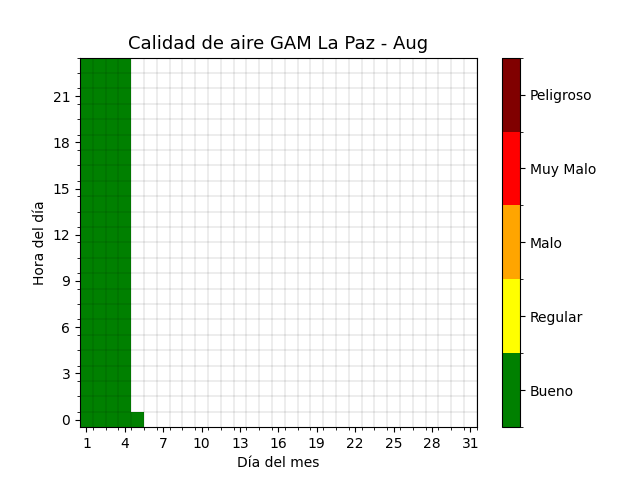 Calidad de aire GAM La Paz - Aug
Hora del día
21
18
15
12
9
6
3
0
1 4 7 10 13 16 19 22 25 28 31
Día del mes
Peligroso
Muy Malo
Malo
Regular
Bueno